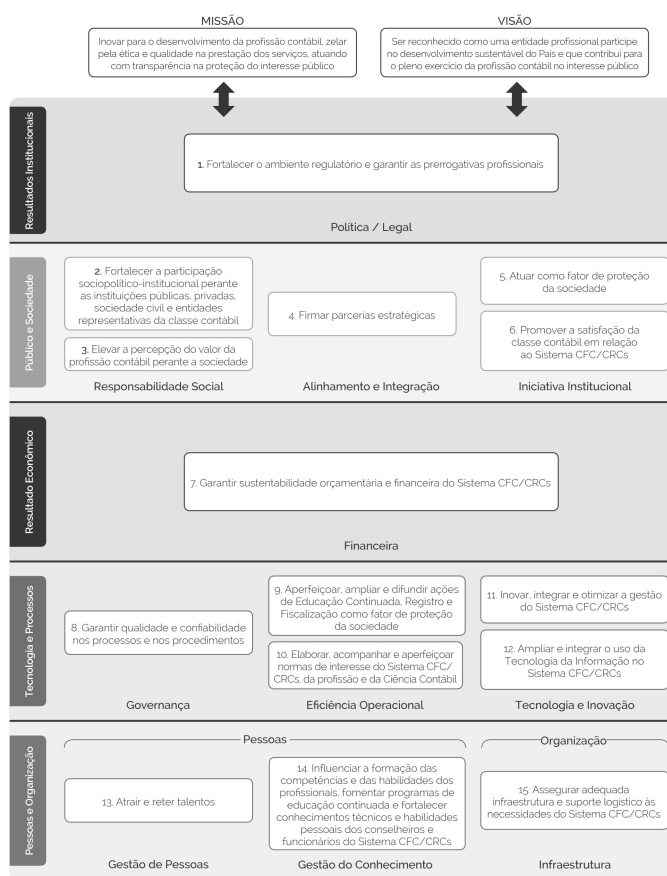 MISSÃO
Inovar para o desenvolvimento da profissão contábil, zelar
pela ética e qualidade na prestação dos serviços, atuando
com transparência na proteção do interesse público
VISÃO
Ser reconhecido como uma entidade profissional partícipe
no desenvolvimento sustentável do País e que contribui para
o pleno exercício da profissão contábil no interesse público
Resultados Institucionais
1. Fortalecer o ambiente regulatório e garantir as prerrogativas profissionais
Política / Legal
Público e Sociedade
2. Fortalecer a participação
sociopolítico-institucional perante
as instituições públicas, privadas,
sociedade civil e entidades
representativas da classe contábil
3. Elevar a percepção do valor da
profissão contábil perante a sociedade
Responsabilidade Social
4. Firmar parcerias estratégicas
Alinhamento e Integração
5. Atuar como fator de proteção
da sociedade
6. Promover a satisfação da
classe contábil em relação
ao Sistema CFC/CRCs
Iniciativa Institucional
Resultado Econômico
7. Garantir sustentabilidade orçamentária e financeira do Sistema CFC/CRCs
Financeira
Tecnologia e Processos
8. Garantir qualidade e confiabilidade
nos processos e nos procedimentos
Governança
9. Aperfeiçoar, ampliar e difundir ações
de Educação Continuada, Registro e
Fiscalização como fator de proteção
da sociedade
10. Elaborar, acompanhar e aperfeiçoar
normas de interesse do Sistema CFC/
CRCs, da profissão e da Ciência Contábil
Eficiência Operacional
11. Inovar, integrar e otimizar a gestão
do Sistema CFC/CRCs
12. Ampliar e integrar o uso da
Tecnologia da Informação no
Sistema CFC/CRCs
Tecnologia e Inovação
Pessoas e Organização
Pessoas
13. Atrair e reter talentos
Gestão de Pessoas
14. Influenciar a formação das
competências e das habilidades dos
profissionais, fomentar programas de
educação continuada e fortalecer
conhecimentos técnicos e habilidades
pessoais dos conselheiros e
funcionários do Sistema CFC/CRCs
Gestão do Conhecimento
Organização
15. Assegurar adequada
infraestrutura e suporte logístico às
necessidades do Sistema CFC/CRCs
Infraestrutura